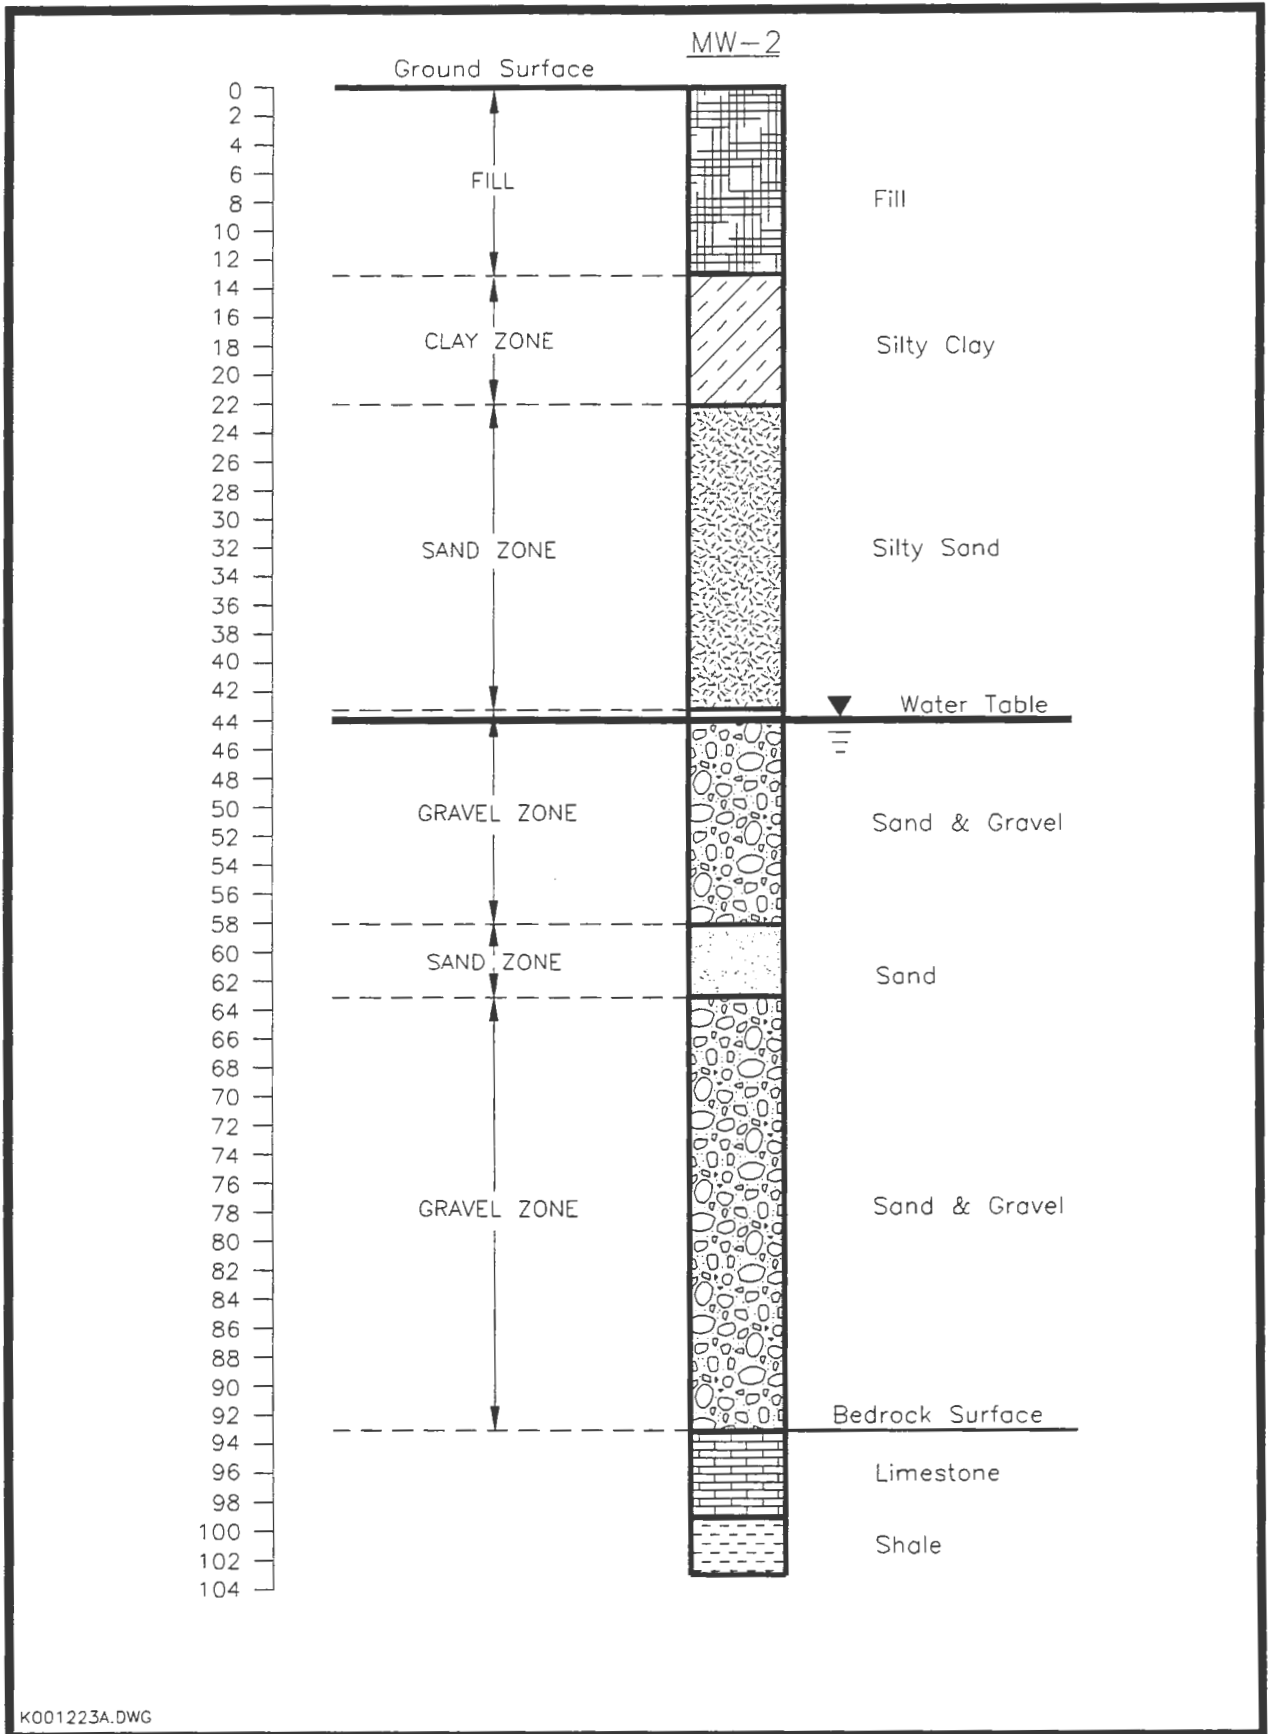 MW-2
Ground Surface
0
2
4
6
FILL
8
Fill
10
12
14
16
CLAY ZONE
18
Silty Clay
20
22
24
26
28
30
32
SAND ZONE
Silty Sand
34
36
38
40
42
Water Table
44
46
48
50
GRAVEL ZONE
52
Sand & Gravel
54
56
58
60
SAND ZONE
62
Sand
64
66
68
70
72
74
76
78
GRAVEL ZONE
Sand & Gravel
80
82
84
86
88
90
92
Bedrock Surface
94
96
Limestone
98
100
Shale
102
104
K001223A.DWG